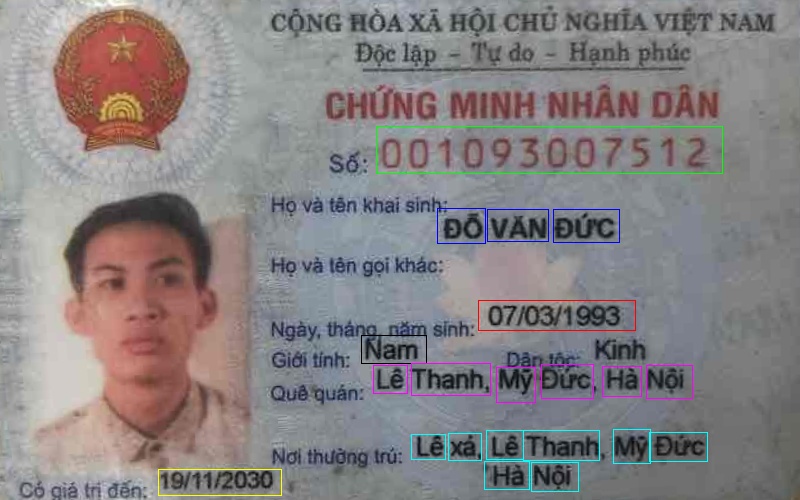 CỘNG HÒA XÃ HỘI CHỦ NGHĨA VIỆT NAM
Độc lập - Tự do - Hạnh phúc
CHỨNG MINH NHÂN DÂN
Số: 001093007512
Họ và tên khai sinh:
ĐỖ VĂN ĐỨC
Họ và tên gọi khác:
Ngày, tháng, năm sinh: 07/03/1993
Giới tính: Nam Dân tộc: Kinh
Quê quán: Lê Thanh, Mỹ Đức, Hà Nội
Nơi thường trú: Lê xá, Lê Thanh, Mỹ Đức
Hà Nội
Có giá trị đến: 19/11/2030